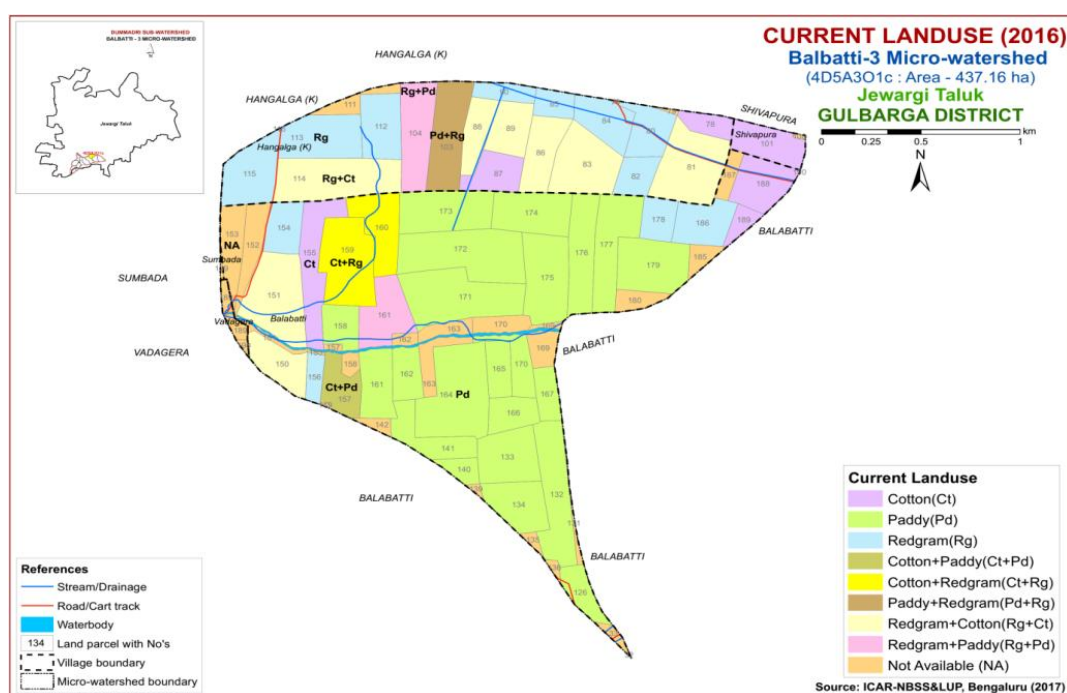 DUMMADRI SUB-WATERSHED
BALBATTI - 3 MICRO-WATERSHED
Jewargi Taluk
CURRENT LANDUSE (2016)
Balbatti-3 Micro-watershed
(4D5A3O1c : Area - 437.16 ha)
Jewargi Taluk
GULBARGA DISTRICT
0 0.25 0.5 1 km
N
HANGALGA (K)
HANGALGA (K)
SHIVAPURA
Shivapura
BALABATTI
SUMBADA
Sumbada
VADAGERA
Vadagera
Balabatti
BALABATTI
BALABATTI
BALABATTI
Hangalga (K)
111
113
Rg
112
Rg+Pd
104
Pd+Rg
103
88
89
84
78
101
115
114
Rg+Ct
87
86
83
82
81
187
188
189
153
NA
152
154
155
Ct
159
Ct+Rg
160
173
174
176
177
178
186
185
172
175
179
180
151
171
158
161
162
163
170
169
150
156
158
Ct+Pd
157
161
162
163
164
Pd
165
170
167
166
142
141
140
133
132
134
135
131
126
References
Stream/Drainage
Road/Cart track
Waterbody
134 Land parcel with No's
Village boundary
Micro-watershed boundary
Current Landuse
Cotton(Ct)
Paddy(Pd)
Redgram(Rg)
Cotton+Paddy(Ct+Pd)
Cotton+Redgram(Ct+Rg)
Paddy+Redgram(Pd+Rg)
Redgram+Cotton(Rg+Ct)
Redgram+Paddy(Rg+Pd)
Not Available (NA)
Source: ICAR-NBSS&LUP, Bengaluru (2017)